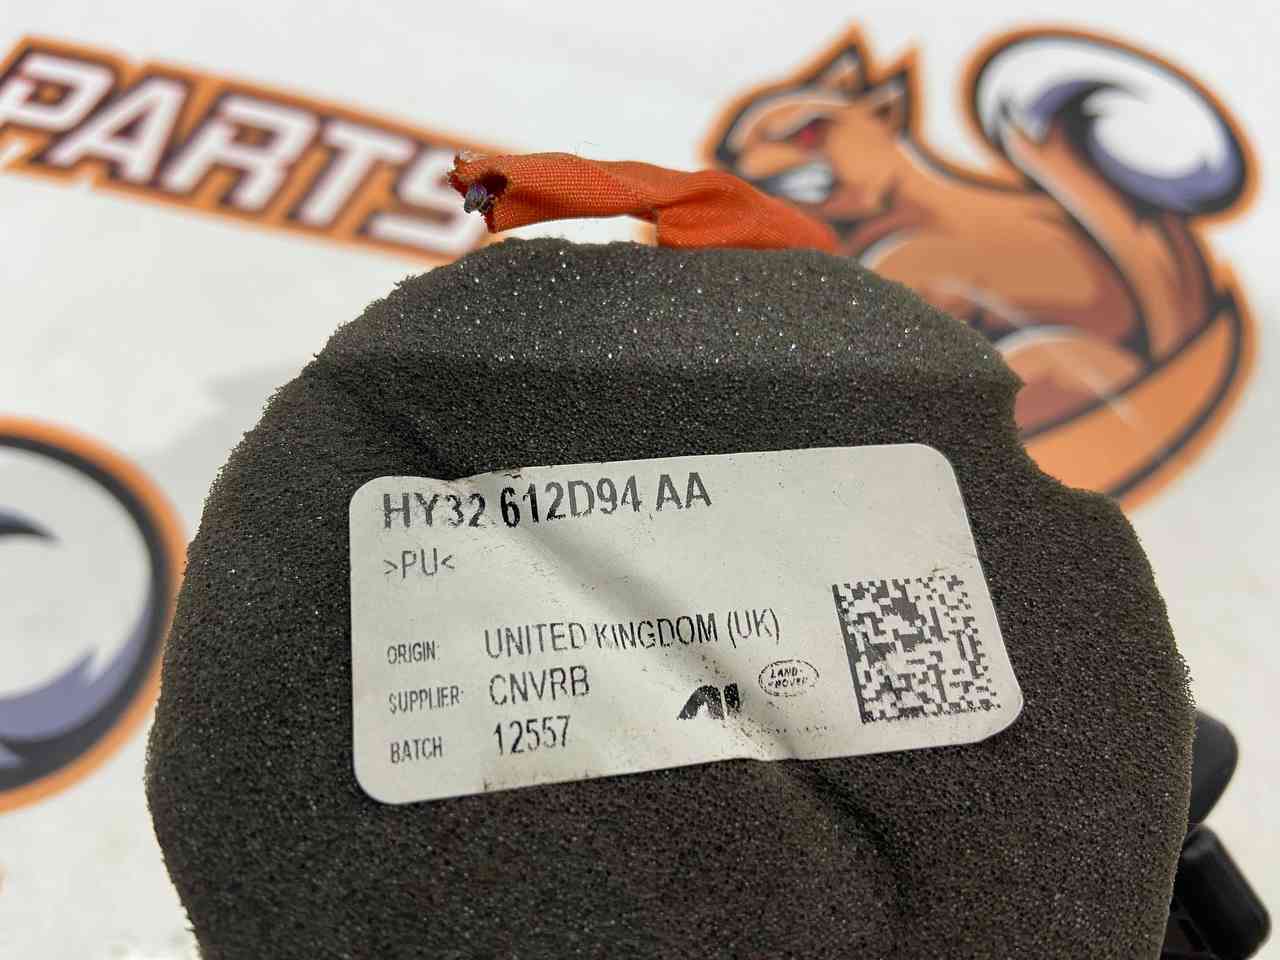 PARTS
HY32 612D94 AA
>PU<
ORIGIN: UNITED KINGDOM (UK)
SUPPLIER: CNVRB
BATCH 12557
LAND-
ROVER